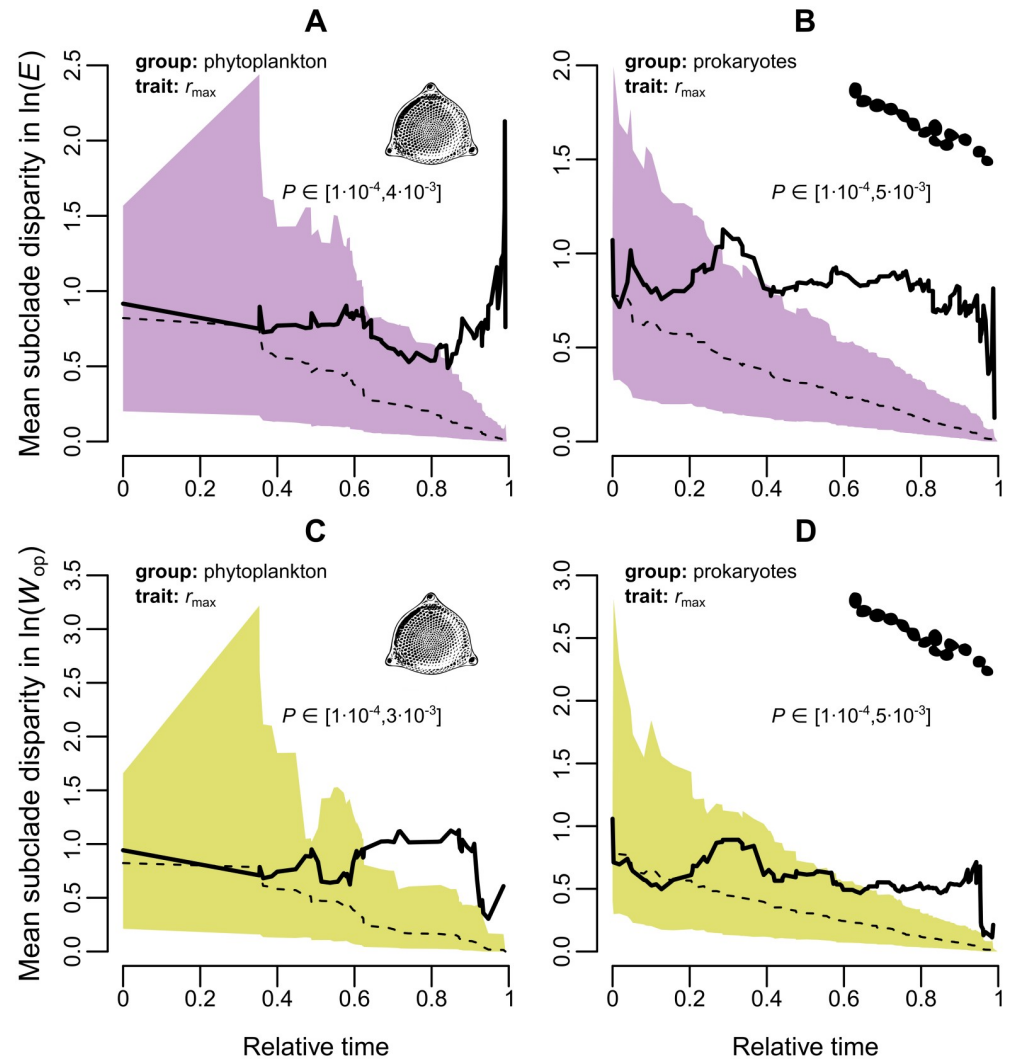 A
Mean subclade disparity in ln(E)
group: phytoplankton
trait: rmax
P ∈ [1·10-4,4·10-3]
2.5
2.0
1.5
1.0
0.5
0.0
0 0.2 0.4 0.6 0.8 1
B
group: prokaryotes
trait: rmax
P ∈ [1·10-4,5·10-3]
2.0
1.5
1.0
0.5
0.0
0 0.2 0.4 0.6 0.8 1
C
Mean subclade disparity in ln(Wop)
group: phytoplankton
trait: rmax
P ∈ [1·10-4,3·10-3]
3.5
3.0
2.5
2.0
1.5
1.0
0.5
0.0
0 0.2 0.4 0.6 0.8 1
Relative time
D
group: prokaryotes
trait: rmax
P ∈ [1·10-4,5·10-3]
3.0
2.5
2.0
1.5
1.0
0.5
0.0
0 0.2 0.4 0.6 0.8 1
Relative time